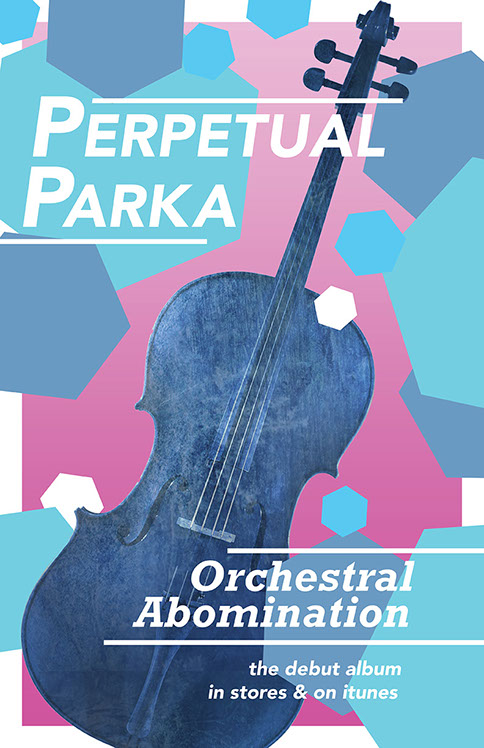 PERPETUAL
PARKA
Orchestral
Abomination
the debut album
in stores & on itunes